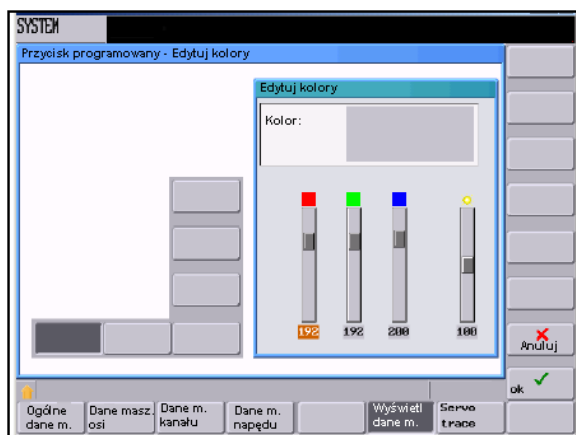 SYSTEM
Przycisk programowany - Edytuj kolory
Edytuj kolory
Kolor:
192 192 200 100
Anuluj
ok
Ogólne dane m.
Dane masz. osi
Dane m. kanału
Dane m. napędu
Wyświetl dane m.
Servo trace